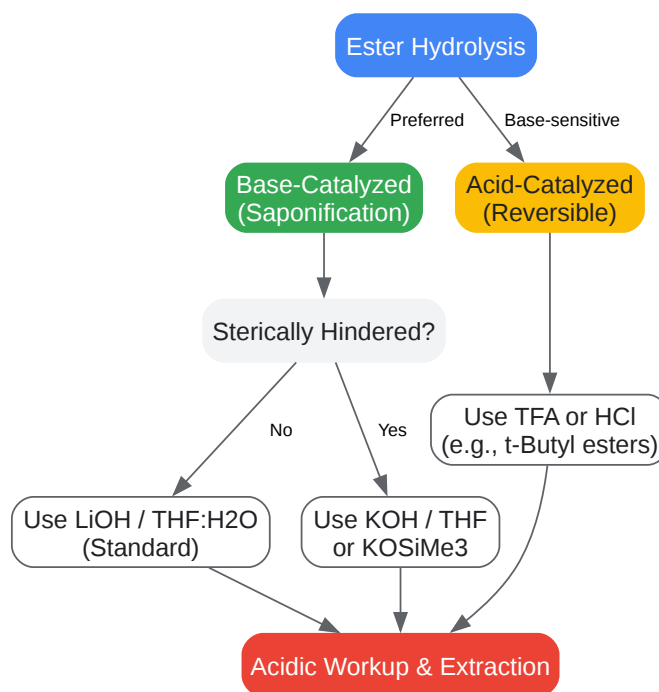 Ester Hydrolysis
Preferred
Base-sensitive
Base-Catalyzed
(Saponification)
Acid-Catalyzed
(Reversible)
Sterically Hindered?
No
Yes
Use TFA or HCl
(e.g., t-Butyl esters)
Use LiOH / THF:H2O
(Standard)
Use KOH / THF
or KOSiMe3
Acidic Workup & Extraction